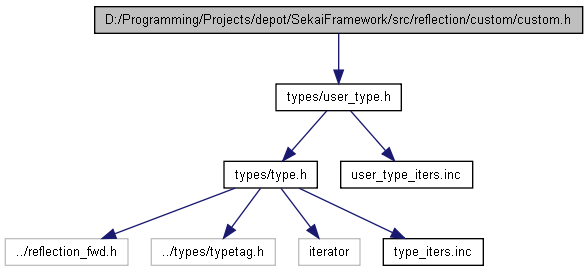 D:/Programming/Projects/depot/SekaiFramework/src/reflection/custom/custom.h
types/user_type.h
types/type.h
user_type_iters.inc
../reflection_fwd.h
../types/typetag.h
iterator
type_iters.inc